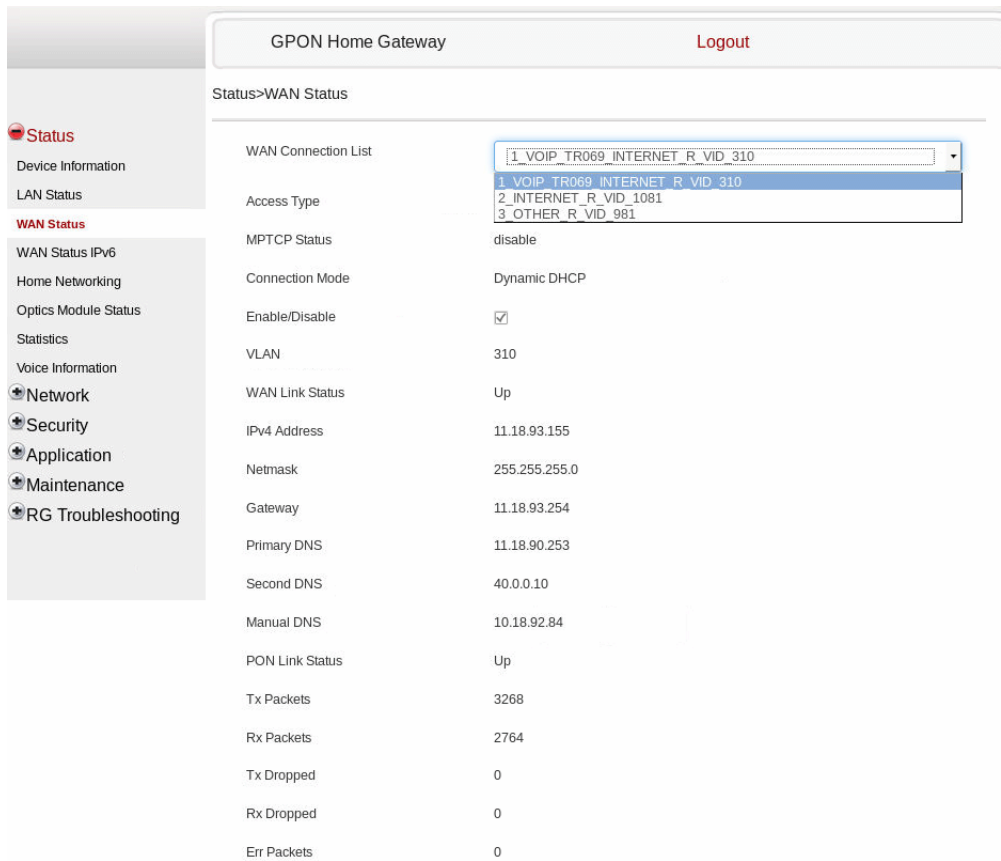 GPON Home Gateway
Logout
Status>WAN Status
Status
Device Information
LAN Status
WAN Status
WAN Status IPv6
Home Networking
Optics Module Status
Statistics
Voice Information
Network
Security
Application
Maintenance
RG Troubleshooting
WAN Connection List 1_VOIP_TR069_INTERNET_R_VID_310
1_VOIP_TR069_INTERNET_R_VID_310
2_INTERNET_R_VID_1081
3_OTHER_R_VID_981
Access Type
MPTCP Status disable
Connection Mode Dynamic DHCP
Enable/Disable
VLAN 310
WAN Link Status Up
IPv4 Address 11.18.93.155
Netmask 255.255.255.0
Gateway 11.18.93.254
Primary DNS 11.18.90.253
Second DNS 40.0.0.10
Manual DNS 10.18.92.84
PON Link Status Up
Tx Packets 3268
Rx Packets 2764
Tx Dropped 0
Rx Dropped 0
Err Packets 0